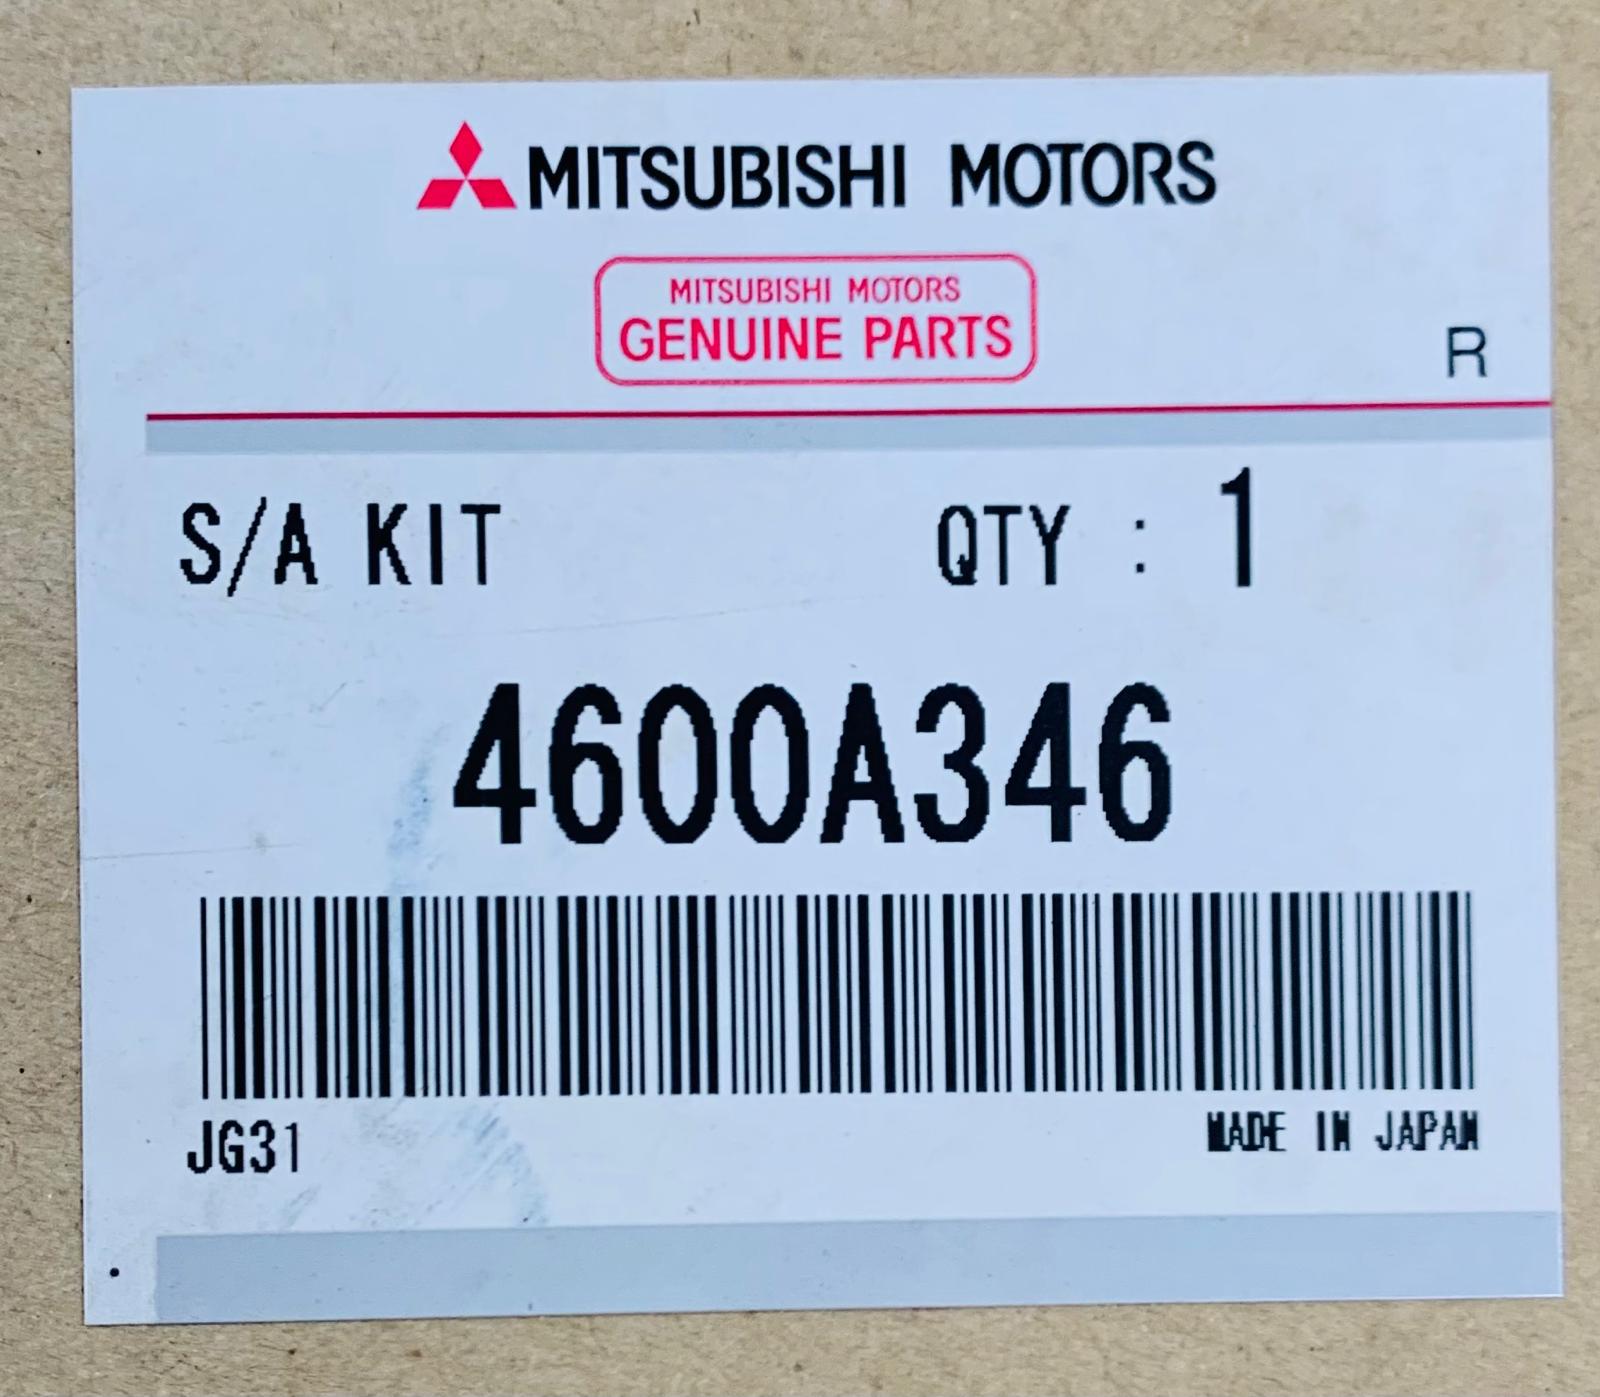 MITSUBISHI MOTORS
MITSUBISHI MOTORS
GENUINE PARTS
R
S/A KIT QTY : 1
4600A346
JG31 MADE IN JAPAN